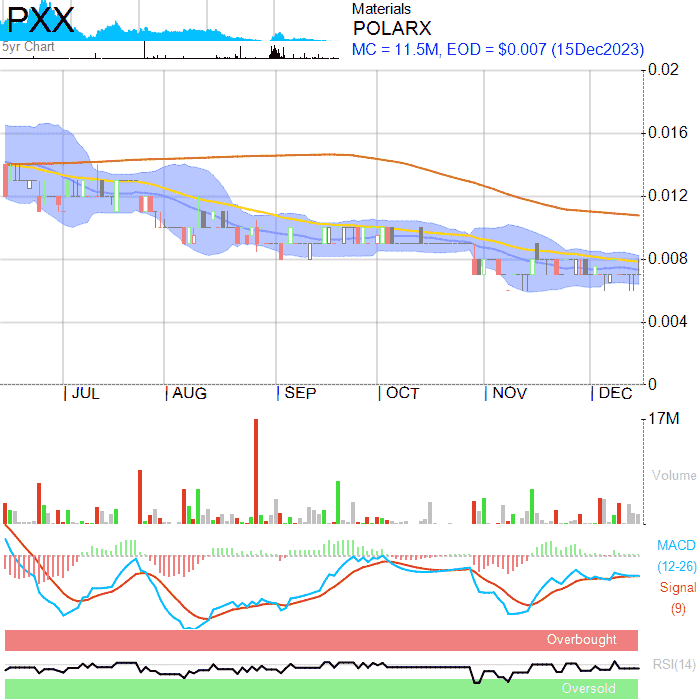 PXX
5yr Chart
Materials
POLARX
MC = 11.5M, EOD = $0.007 (15Dec2023)
0.02
0.016
0.012
0.008
0.004
0
JUL AUG SEP OCT NOV DEC
17M
Volume
MACD
(12-26)
Signal
(9)
Overbought
RSI(14)
Oversold